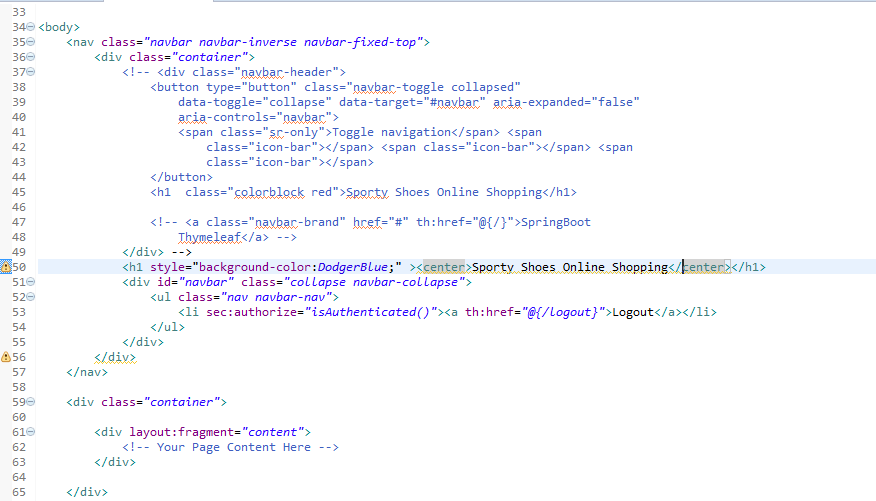 33
34 <body>
35 <nav class="navbar navbar-inverse navbar-fixed-top">
36 <div class="container">
37 <!-- <div class="navbar-header">
38 <button type="button" class="navbar-toggle collapsed"
39 data-toggle="collapse" data-target="#navbar" aria-expanded="false"
40 aria-controls="navbar">
41 <span class="sr-only">Toggle navigation</span> <span
42 class="icon-bar"></span> <span class="icon-bar"></span> <span
43 class="icon-bar"></span>
44 </button>
45 <h1  class="colorblock red">Sporty Shoes Online Shopping</h1>
46
47 <!-- <a class="navbar-brand" href="#" th:href="@{/}">SpringBoot
48 Thymeleaf</a> -->
49 </div> -->
50 <h1 style="background-color:DodgerBlue;" ><center>Sporty Shoes Online Shopping</center></h1>
51 <div id="navbar" class="collapse navbar-collapse">
52 <ul class="nav navbar-nav">
53 <li sec:authorize="isAuthenticated()"><a th:href="@{/logout}">Logout</a></li>
54 </ul>
55 </div>
56 </div>
57 </nav>
58
59 <div class="container">
60
61 <div layout:fragment="content">
62 <!-- Your Page Content Here -->
63 </div>
64
65 </div>